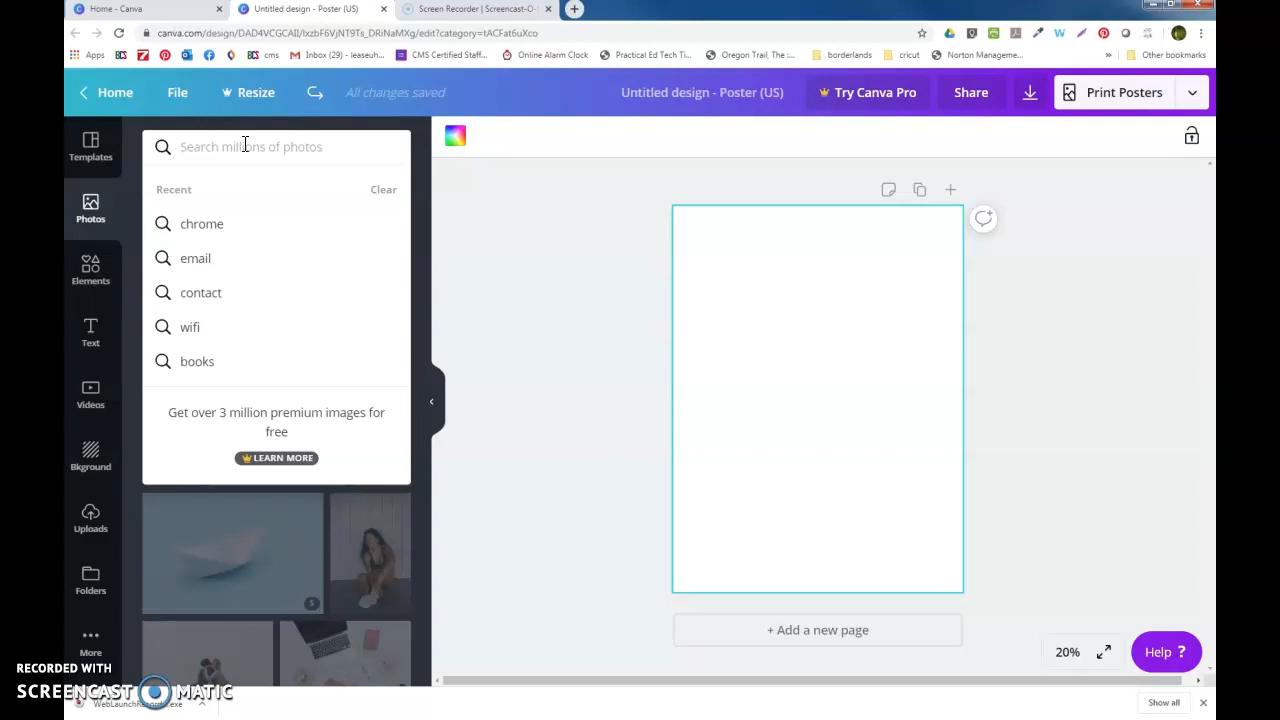 Home - Canva
Untitled design - Poster (US)
Screen Recorder | Screencast-O-
canva.com/design/DAD4VCGCAII/lxzbF6VjNT9Ts_DRiNaMXg/edit?category=tACFat6uXco
Apps BCS cms Inbox (29) - leaseuh... CMS Certified Staff... Online Alarm Clock Practical Ed Tech Ti... Oregon Trail, The :... borderlands cricut Norton Manageme... » Other bookmarks
Home File Resize All changes saved Untitled design - Poster (US) Try Canva Pro Share Print Posters
Templates
Photos
Elements
Text
Videos
Bkground
Uploads
Folders
More
Search millions of photos
Recent Clear
chrome
email
contact
wifi
books
Get over 3 million premium images for
free
LEARN MORE
+ Add a new page
20%
Help ?
RECORDED WITH
SCREENCAST MATIC
Show all